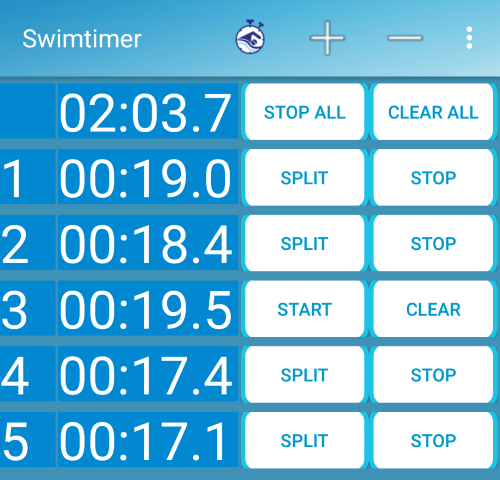 Swimtimer
02:03.7 STOP ALL CLEAR ALL
1 00:19.0 SPLIT STOP
2 00:18.4 SPLIT STOP
3 00:19.5 START CLEAR
4 00:17.4 SPLIT STOP
5 00:17.1 SPLIT STOP